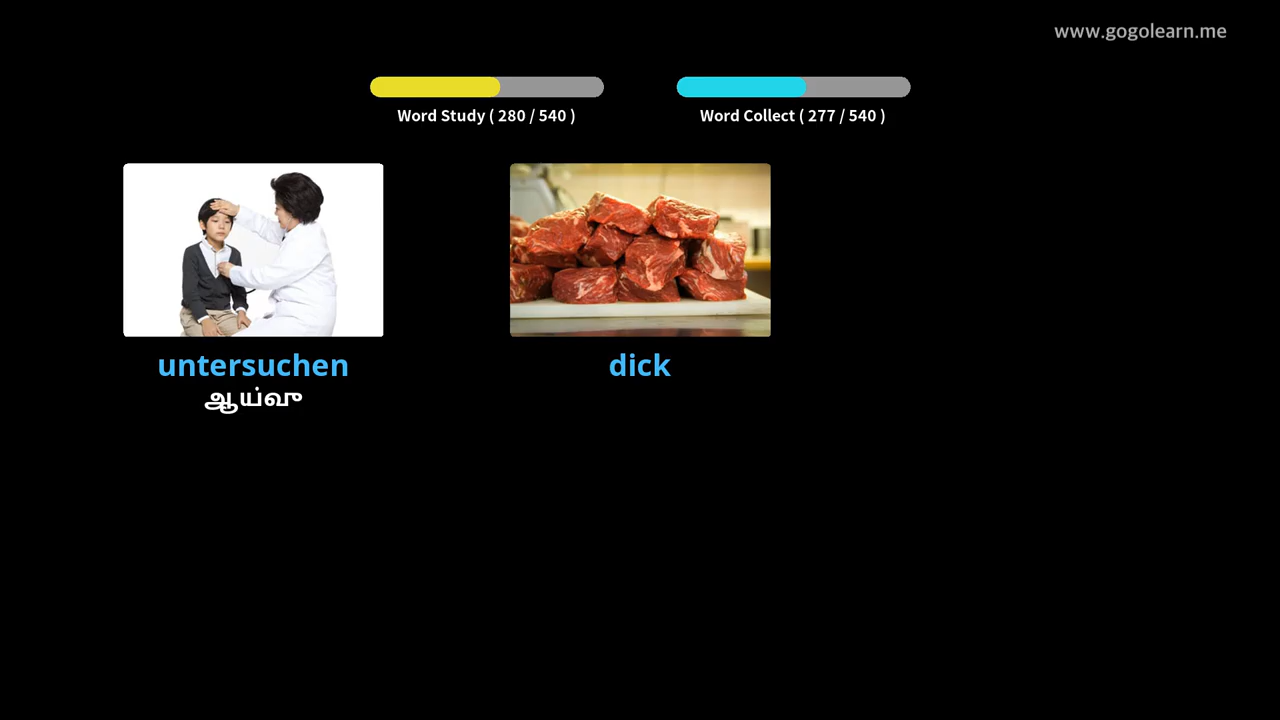 www.gogolearn.me
Word Study ( 280 / 540 )
Word Collect ( 277 / 540 )
untersuchen
ஆய்வு
dick